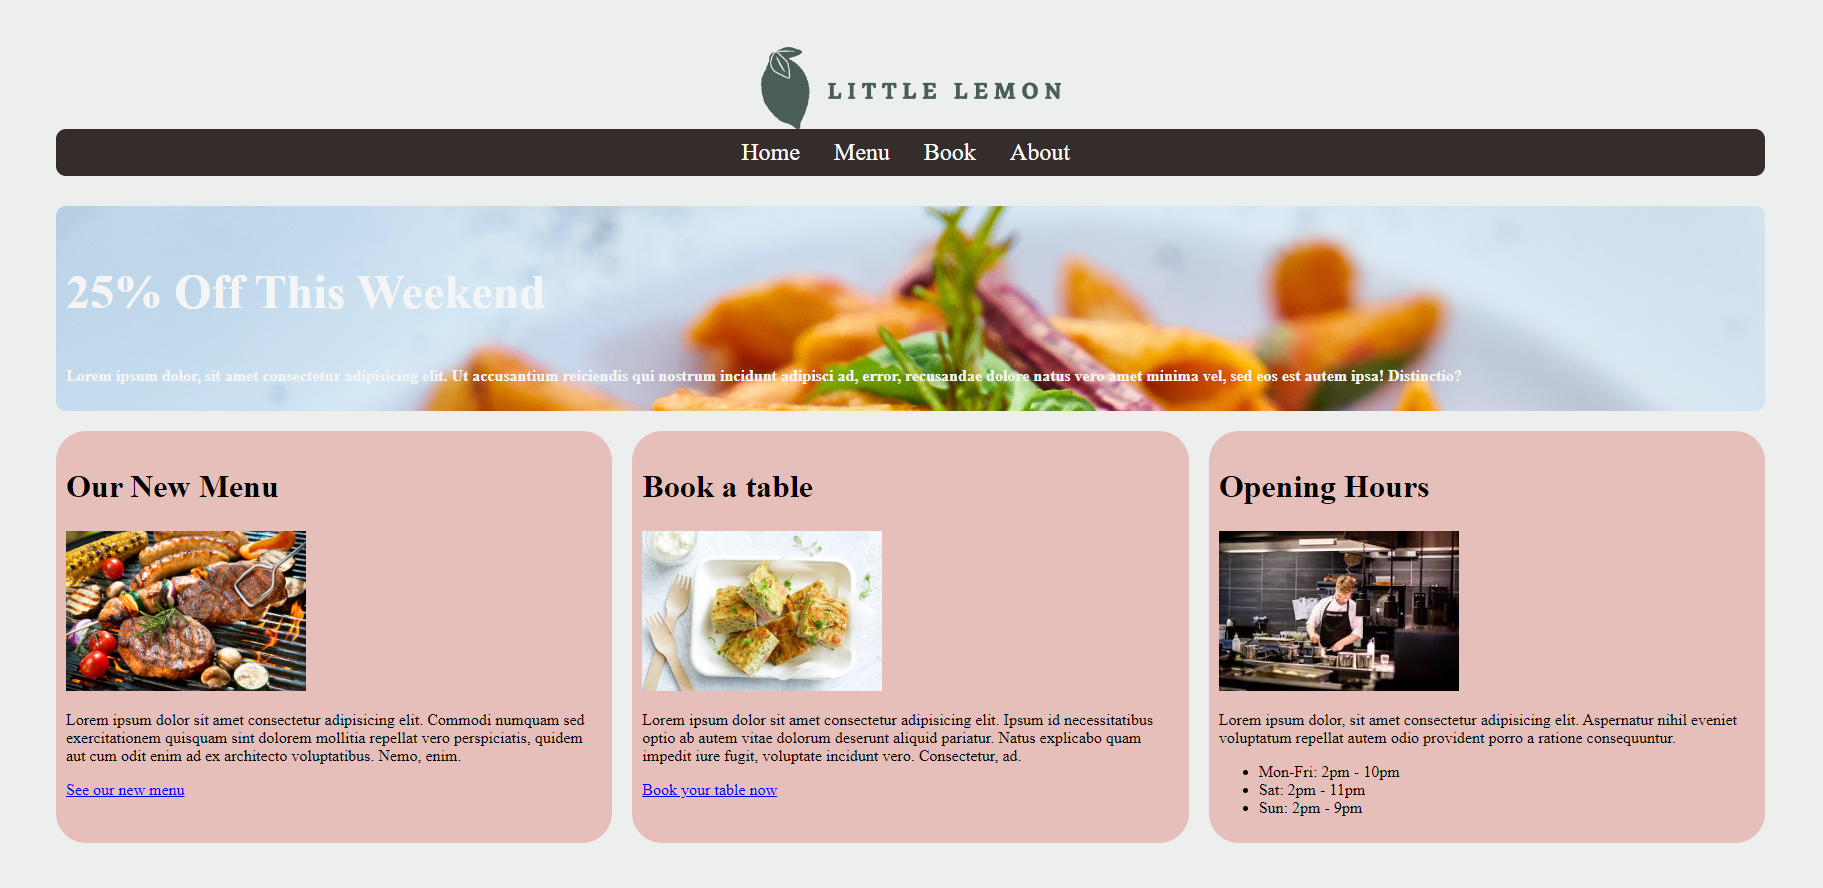 LITTLE LEMON
Home Menu Book About
25% Off This Weekend
Lorem ipsum dolor, sit amet consectetur adipisicing elit. Ut accusantium reiciendis qui nostrum incidunt adipisci ad, error, recusandae dolore natus vero amet minima vel, sed eos est autem ipsa! Distinctio?
Our New Menu
Lorem ipsum dolor sit amet consectetur adipisicing elit. Commodi numquam sed
exercitationem quisquam sint dolorem mollitia repellat vero perspiciatis, quidem
aut cum odit enim ad ex architecto voluptatibus. Nemo, enim.
See our new menu
Book a table
Lorem ipsum dolor sit amet consectetur adipisicing elit. Ipsum id necessitatibus
optio ab autem vitae dolorum deserunt aliquid pariatur. Natus explicabo quam
impedit iure fugit, voluptate incidunt vero. Consectetur, ad.
Book your table now
Opening Hours
Lorem ipsum dolor, sit amet consectetur adipisicing elit. Aspernatur nihil eveniet
voluptatum repellat autem odio provident porro a ratione consequuntur.
Mon-Fri: 2pm - 10pm
Sat: 2pm - 11pm
Sun: 2pm - 9pm